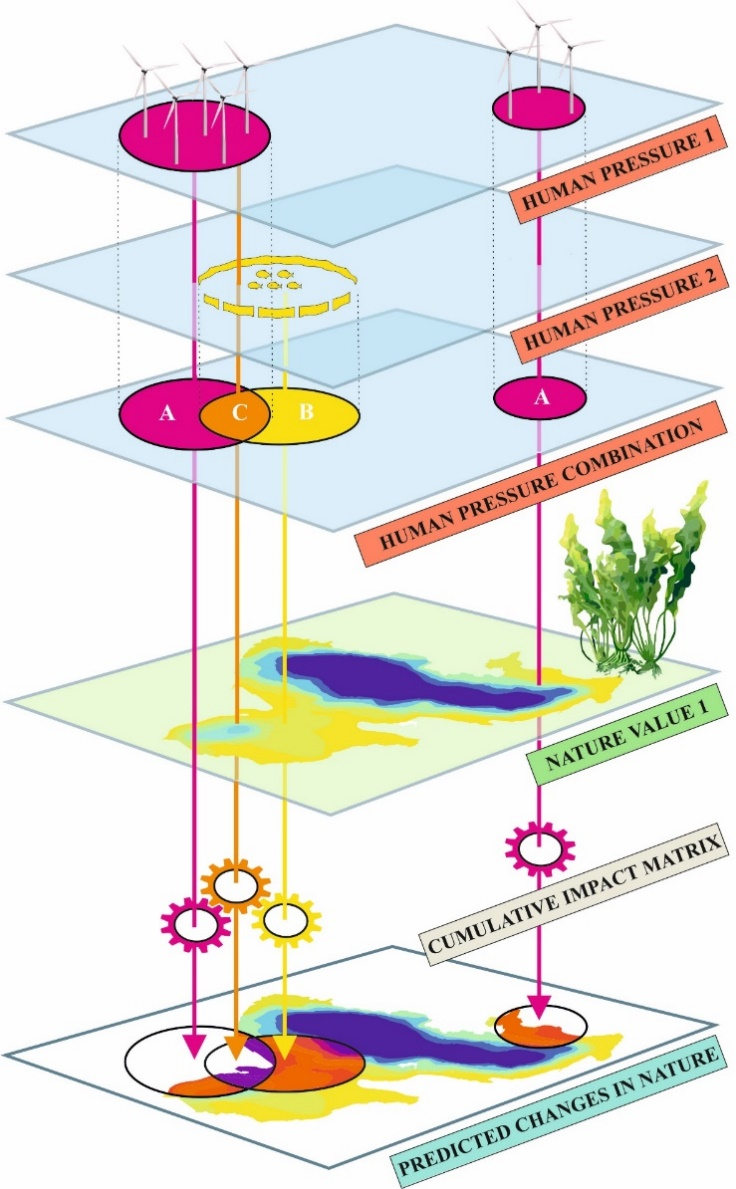 HUMAN PRESSURE 1
HUMAN PRESSURE 2
A
C
B
A
HUMAN PRESSURE COMBINATION
NATURE VALUE 1
CUMULATIVE IMPACT MATRIX
PREDICTED CHANGES IN NATURE